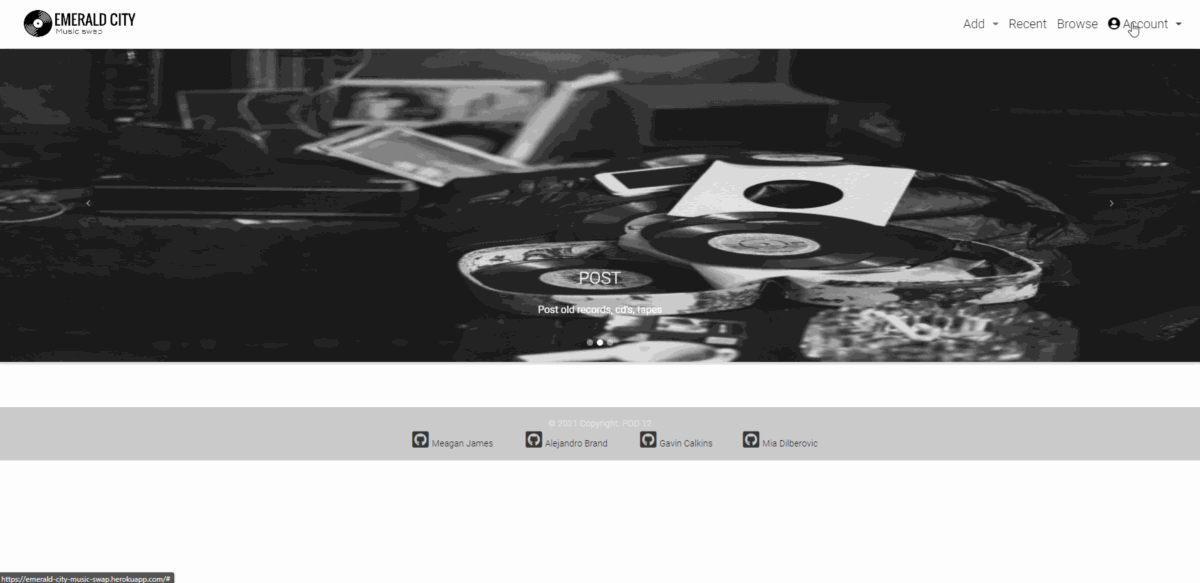 EMERALD CITY
Music swap
Add Recent Browse Account
POST
Post old records, cd's, tapes
© 2021 Copyright: POD 12
Meagan James Alejandro Brand Gavin Calkins Mia Dilberovic
https://emerald-city-music-swap.herokuapp.com/#